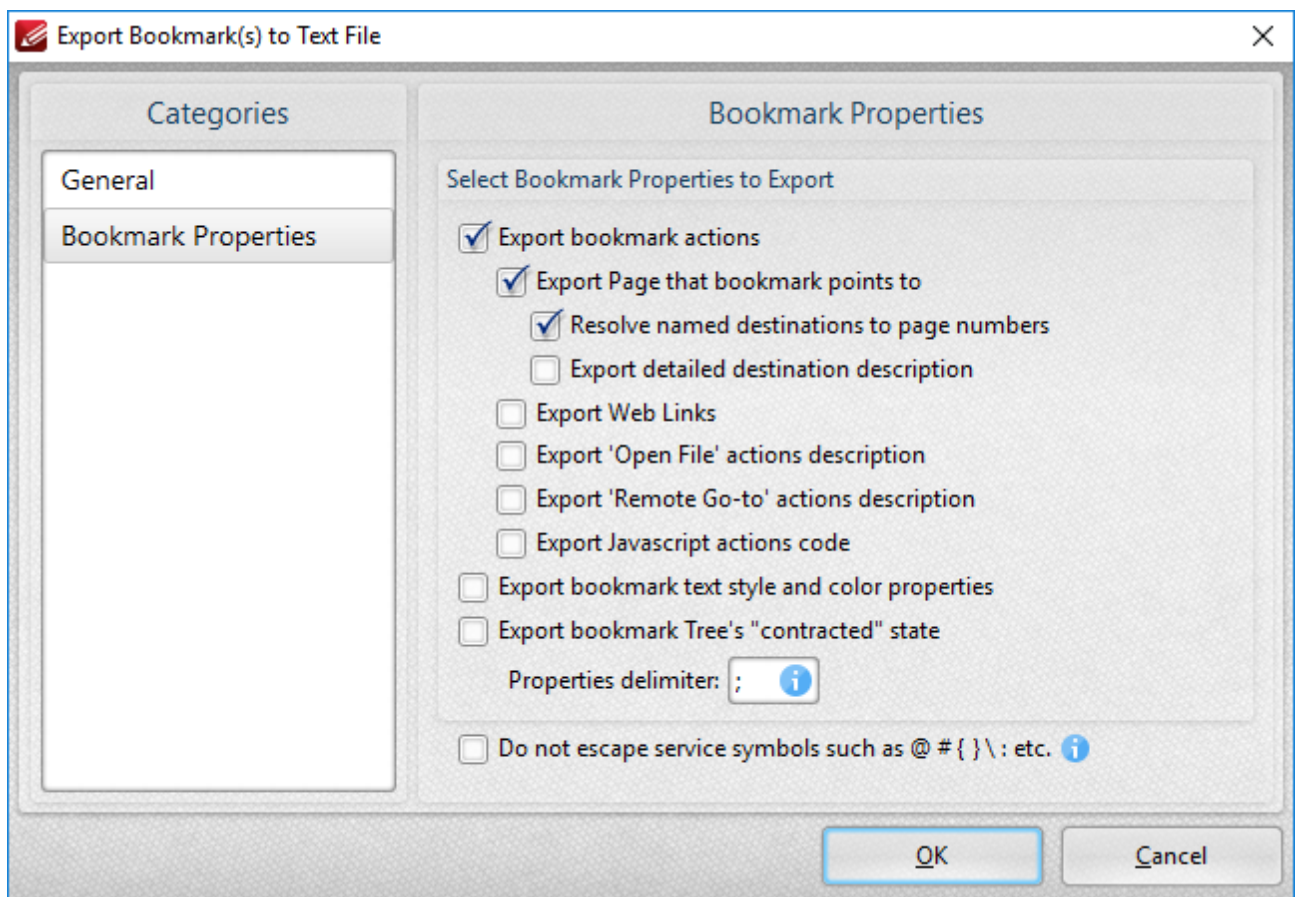 Export Bookmark(s) to Text File
Categories
General
Bookmark Properties
Bookmark Properties
Select Bookmark Properties to Export
Export bookmark actions
Export Page that bookmark points to
Resolve named destinations to page numbers
Export detailed destination description
Export Web Links
Export 'Open File' actions description
Export 'Remote Go-to' actions description
Export Javascript actions code
Export bookmark text style and color properties
Export bookmark Tree's "contracted" state
Properties delimiter: ;
Do not escape service symbols such as @ # { } \ : etc.
OK
Cancel